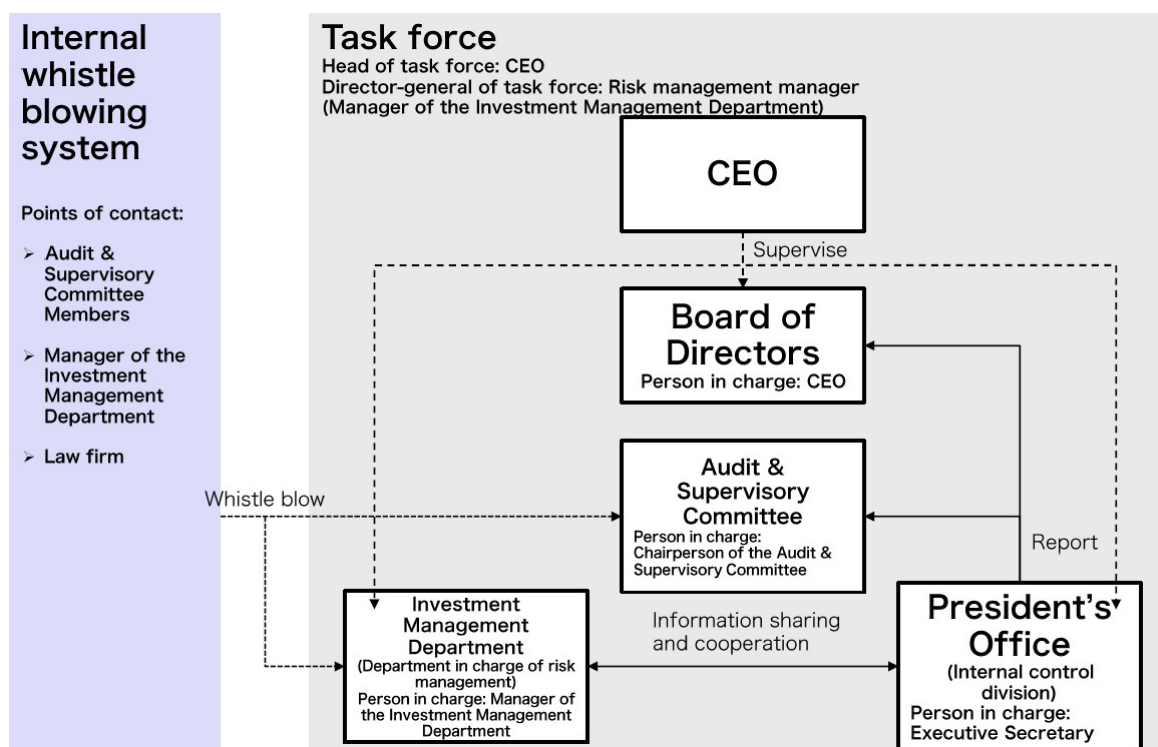 Internal
whistle
blowing
system
Points of contact:
➢ Audit &
Supervisory
Committee
Members
➢ Manager of the
Investment
Management
Department
➢ Law firm
Task force
Head of task force: CEO
Director-general of task force: Risk management manager
(Manager of the Investment Management Department)
CEO
Supervise
Board of
Directors
Person in charge: CEO
Audit &
Supervisory
Committee
Person in charge:
Chairperson of the Audit &
Supervisory Committee
Whistle blow
Report
Investment
Management
Department
(Department in charge of risk
management)
Person in charge: Manager of
the Investment Management
Department
Information sharing
and cooperation
President's
Office
(Internal control
division)
Person in charge:
Executive Secretary